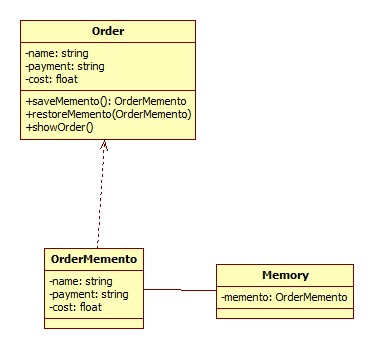 Order
-name: string
-payment: string
-cost: float
+saveMemento(): OrderMemento
+restoreMemento(OrderMemento)
+showOrder()
OrderMemento
-name: string
-payment: string
-cost: float
Memory
-memento: OrderMemento